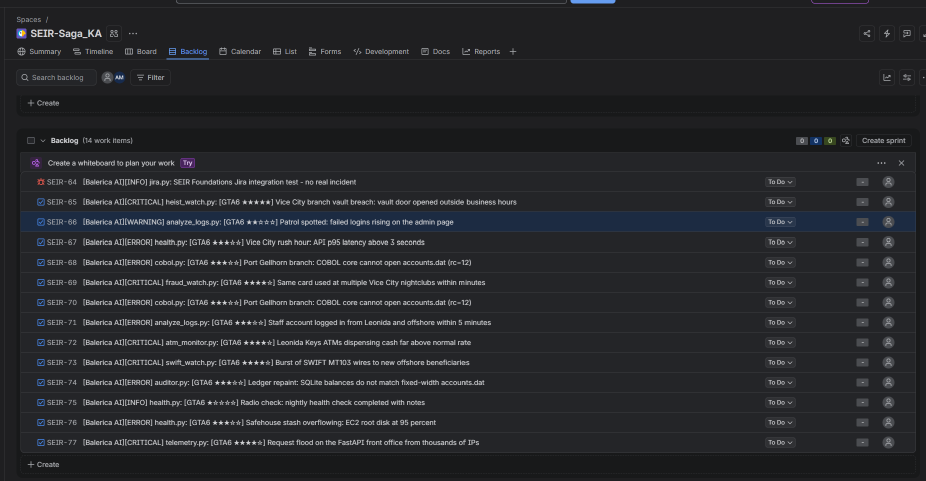 Spaces /
SEIR-Saga_KA
Summary Timeline Board Backlog Calendar List Forms Development Docs Reports
Search backlog AM Filter
+ Create
Backlog (14 work items) 0 0 0 Create sprint
Create a whiteboard to plan your work Try
SEIR-64 [Balerica AI][INFO] jira.py: SEIR Foundations Jira integration test - no real incident To Do -
SEIR-65 [Balerica AI][CRITICAL] heist_watch.py: [GTA6 ★★★★★] Vice City branch vault breach: vault door opened outside business hours To Do -
SEIR-66 [Balerica AI][WARNING] analyze_logs.py: [GTA6 ★★☆☆☆] Patrol spotted: failed logins rising on the admin page To Do -
SEIR-67 [Balerica AI][ERROR] health.py: [GTA6 ★★★☆☆] Vice City rush hour: API p95 latency above 3 seconds To Do -
SEIR-68 [Balerica AI][ERROR] cobol.py: [GTA6 ★★★☆☆] Port Gellhorn branch: COBOL core cannot open accounts.dat (rc=12) To Do -
SEIR-69 [Balerica AI][CRITICAL] fraud_watch.py: [GTA6 ★★★★☆] Same card used at multiple Vice City nightclubs within minutes To Do -
SEIR-70 [Balerica AI][ERROR] cobol.py: [GTA6 ★★★☆☆] Port Gellhorn branch: COBOL core cannot open accounts.dat (rc=12) To Do -
SEIR-71 [Balerica AI][ERROR] analyze_logs.py: [GTA6 ★★★☆☆] Staff account logged in from Leonida and offshore within 5 minutes To Do -
SEIR-72 [Balerica AI][CRITICAL] atm_monitor.py: [GTA6 ★★★★☆] Leonida Keys ATMs dispensing cash far above normal rate To Do -
SEIR-73 [Balerica AI][CRITICAL] swift_watch.py: [GTA6 ★★★★☆] Burst of SWIFT MT103 wires to new offshore beneficiaries To Do -
SEIR-74 [Balerica AI][ERROR] auditor.py: [GTA6 ★★★☆☆] Ledger repaint: SQLite balances do not match fixed-width accounts.dat To Do -
SEIR-75 [Balerica AI][INFO] health.py: [GTA6 ★☆☆☆☆] Radio check: nightly health check completed with notes To Do -
SEIR-76 [Balerica AI][ERROR] health.py: [GTA6 ★★★☆☆] Safehouse stash overflowing: EC2 root disk at 95 percent To Do -
SEIR-77 [Balerica AI][CRITICAL] telemetry.py: [GTA6 ★★★★☆] Request flood on the FastAPI front office from thousands of IPs To Do -
+ Create